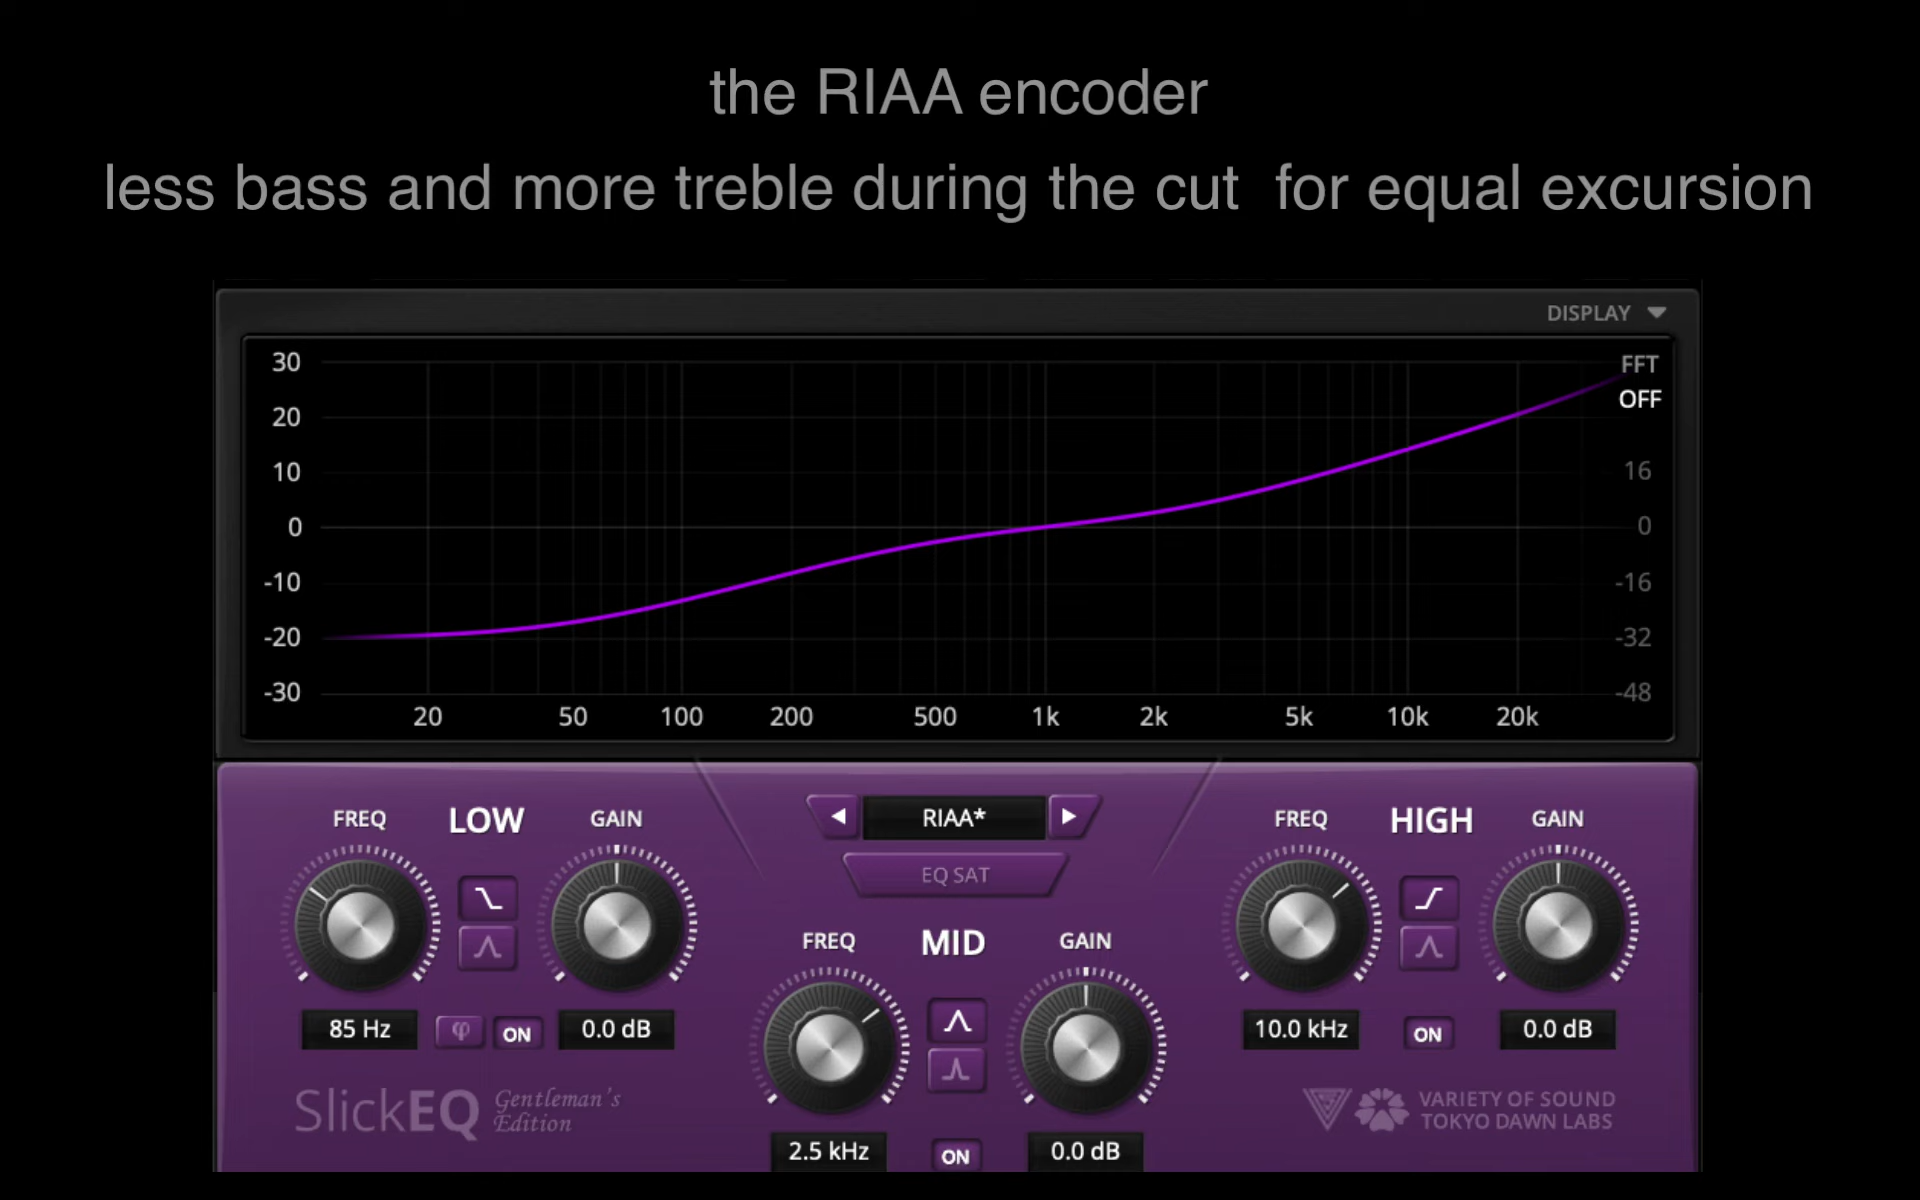 the RIAA encoder
less bass and more treble during the cut  for equal excursion
DISPLAY
30
FFT
OFF
20
10
16
0
0
-10
-16
-20
-32
-30
-48
20 50 100 200 500 1k 2k 5k 10k 20k
FREQ LOW GAIN
RIAA*
FREQ HIGH GAIN
EQ SAT
FREQ MID GAIN
85 Hz φ ON 0.0 dB
10.0 kHz ON 0.0 dB
SlickEQ Gentleman's Edition
VARIETY OF SOUND
TOKYO DAWN LABS
2.5 kHz ON 0.0 dB